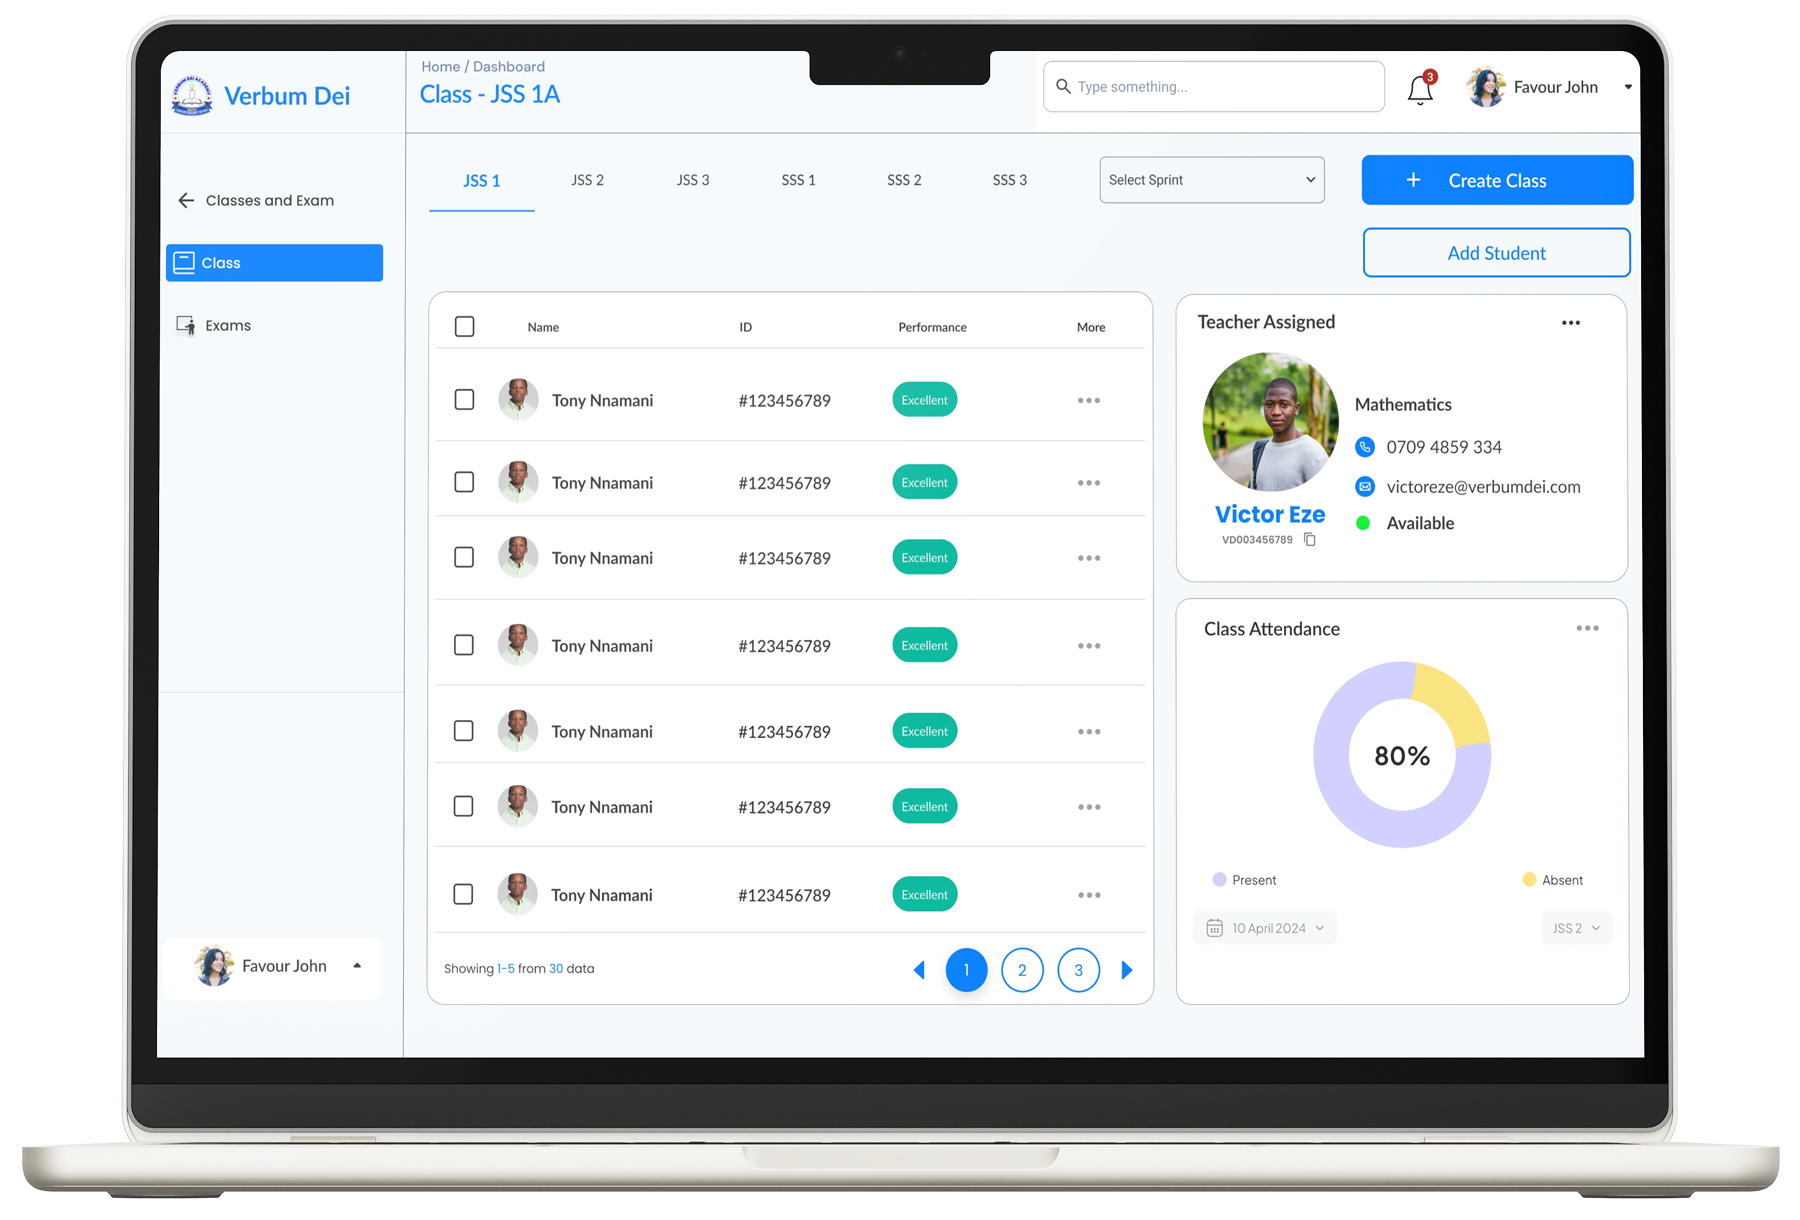 VERBUM DEI ACADEMY
Verbum Dei
Home / Dashboard
Class - JSS 1A
Type something...
3
Favour John
Classes and Exam
Class
Exams
Favour John
JSS 1
JSS 2
JSS 3
SSS 1
SSS 2
SSS 3
Select Sprint
+ Create Class
Add Student
Name ID Performance More
Tony Nnamani #123456789 Excellent
Tony Nnamani #123456789 Excellent
Tony Nnamani #123456789 Excellent
Tony Nnamani #123456789 Excellent
Tony Nnamani #123456789 Excellent
Tony Nnamani #123456789 Excellent
Tony Nnamani #123456789 Excellent
Showing 1-5 from 30 data
1 2 3
Teacher Assigned
Victor Eze
VD003456789
Mathematics
0709 4859 334
victoreze@verbumdei.com
Available
Class Attendance
80%
Present
Absent
10 April 2024
JSS 2